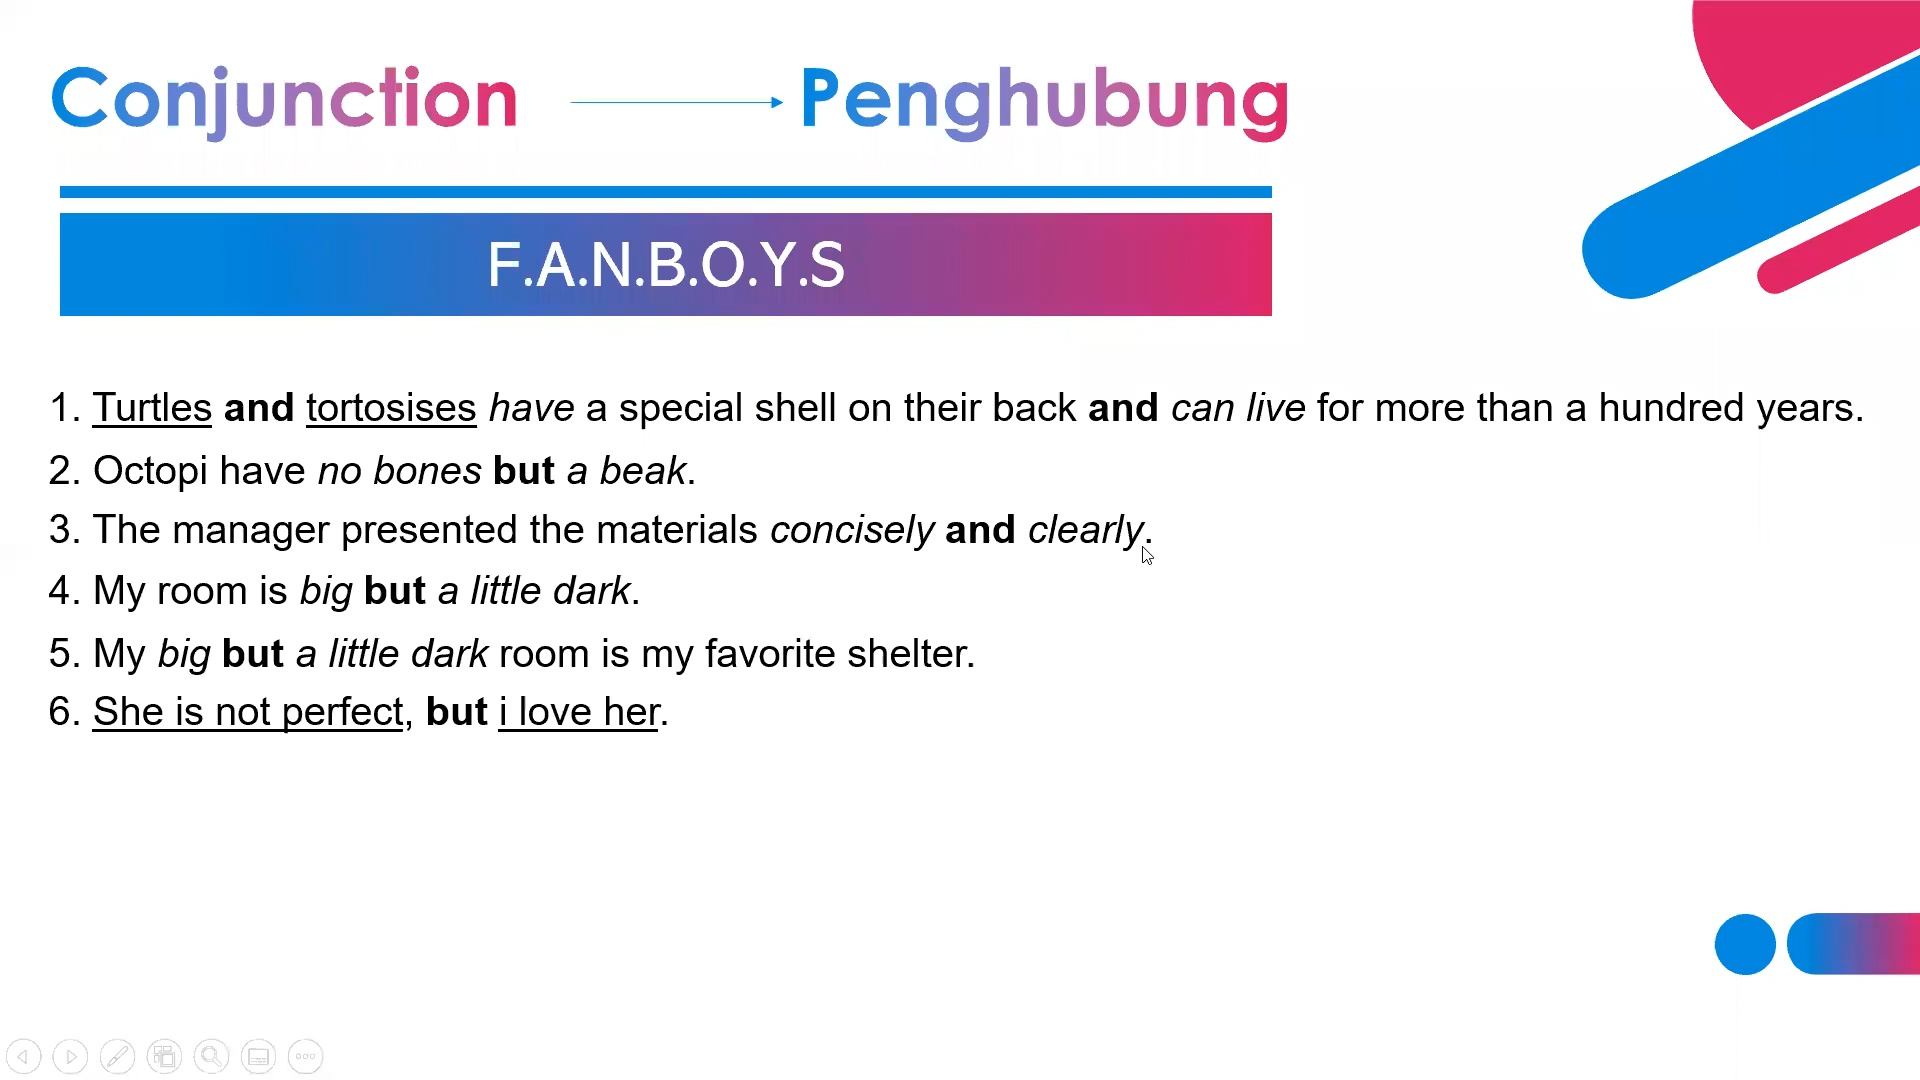 Conjunction Penghubung
F.A.N.B.O.Y.S
1. Turtles and tortosises have a special shell on their back and can live for more than a hundred years.
2. Octopi have no bones but a beak.
3. The manager presented the materials concisely and clearly.
4. My room is big but a little dark.
5. My big but a little dark room is my favorite shelter.
6. She is not perfect, but i love her.